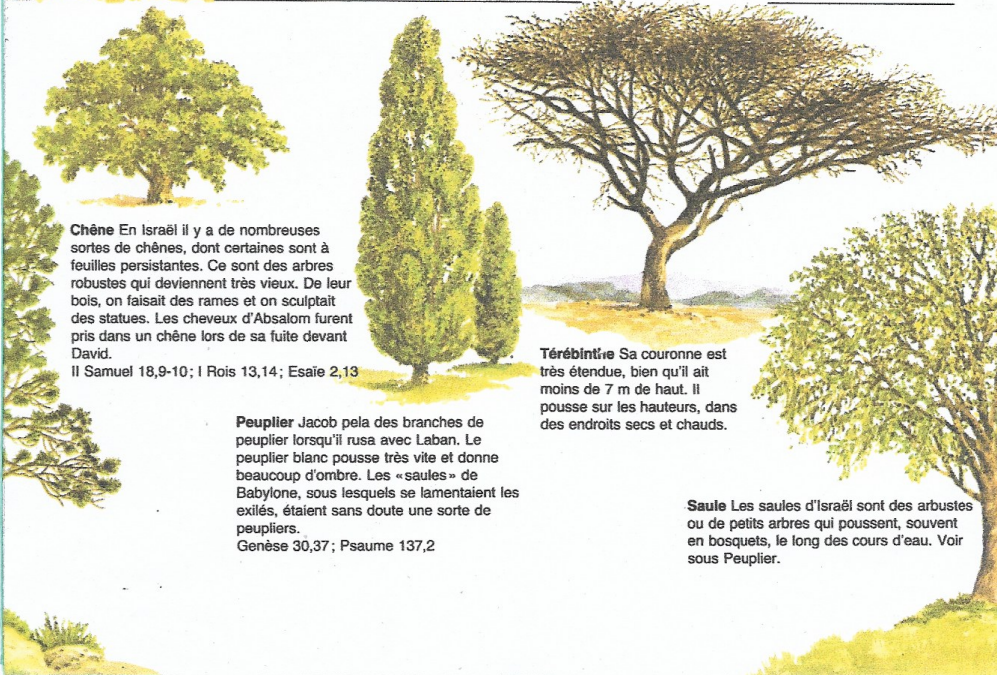 Chêne En Israël il y a de nombreuses
sortes de chênes, dont certaines sont à
feuilles persistantes. Ce sont des arbres
robustes qui deviennent très vieux. De leur
bois, on faisait des rames et on sculptait
des statues. Les cheveux d'Absalom furent
pris dans un chêne lors de sa fuite devant
David.
II Samuel 18,9-10; I Rois 13,14; Esaïe 2,13
Peuplier Jacob pela des branches de
peuplier lorsqu'il rusa avec Laban. Le
peuplier blanc pousse très vite et donne
beaucoup d'ombre. Les «saules» de
Babylone, sous lesquels se lamentaient les
exilés, étaient sans doute une sorte de
peupliers.
Genèse 30,37; Psaume 137,2
Térébinthe Sa couronne est
très étendue, bien qu'il ait
moins de 7 m de haut. Il
pousse sur les hauteurs, dans
des endroits secs et chauds.
Saule Les saules d'Israël sont des arbustes
ou de petits arbres qui poussent, souvent
en bosquets, le long des cours d'eau. Voir
sous Peuplier.